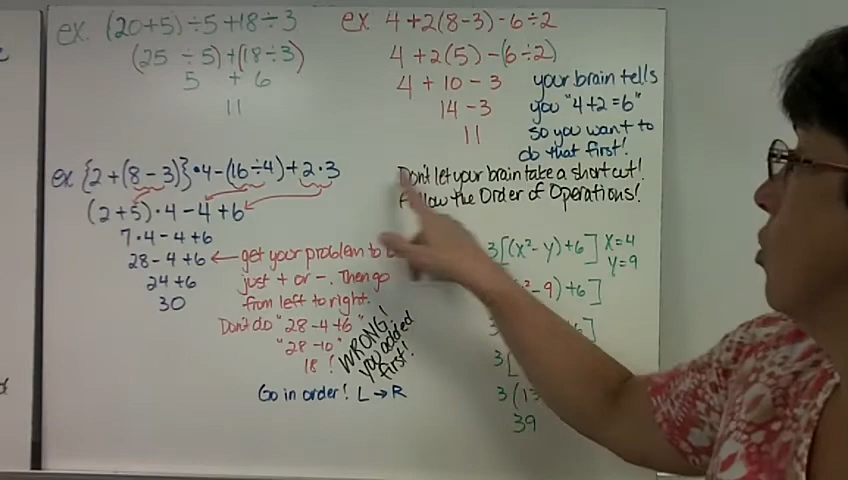 ex. (20+5)÷5+18÷3
(25 ÷5)+(18÷3)
5 + 6
11
ex 4+2(8-3)-6÷2
4+2(5)-(6÷2)
4+10-3
14-3
11
your brain tells
you "4+2=6"
so you want to
do that first!
Don't let your brain take a short cut!
Follow the Order of Operations!
ex {2+(8-3)}•4-(16÷4)+2•3
(2+5)•4-4+6
7•4-4+6
28-4+6
24+6
30
get your problem to
just + or -. Then go
from left to right.
Don't do "28-4+6"
"28-10"
18!
WRONG!
you added
first!
Go in order! L→R
3[(x²-y)+6] X=4
y=9
²-9)+6]
3
6]
3[
3(13
39